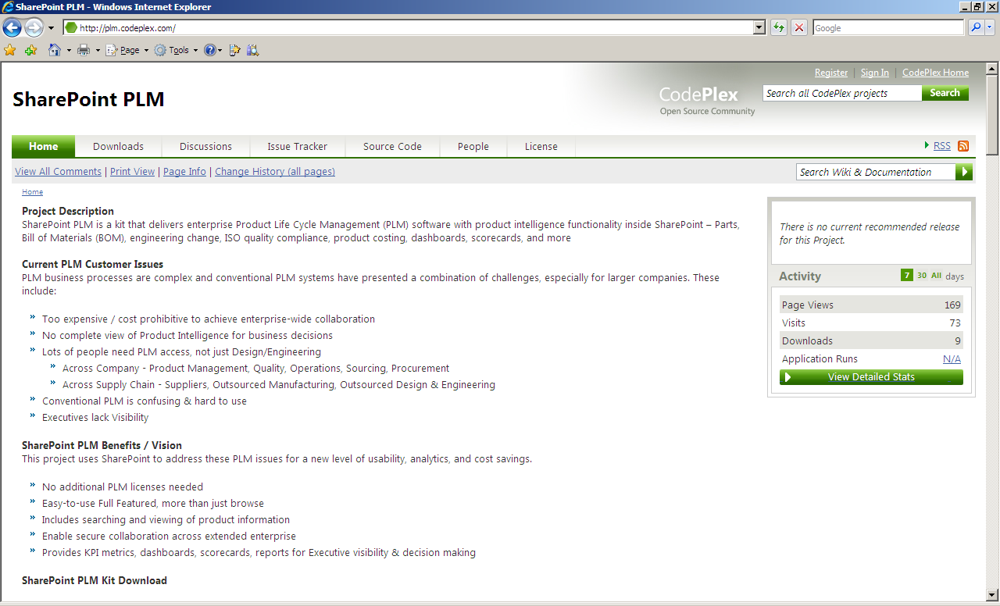 SharePoint PLM - Windows Internet Explorer
http://plm.codeplex.com/
Google
Page
Tools
Register | Sign In | CodePlex Home
SharePoint PLM
CodePlex
Open Source Community
Search all CodePlex projects
Search
Home
Downloads
Discussions
Issue Tracker
Source Code
People
License
RSS
View All Comments | Print View | Page Info | Change History (all pages)
Search Wiki & Documentation
Home
Project Description
SharePoint PLM is a kit that delivers enterprise Product Life Cycle Management (PLM) software with product intelligence functionality inside SharePoint – Parts,
Bill of Materials (BOM), engineering change, ISO quality compliance, product costing, dashboards, scorecards, and more
Current PLM Customer Issues
PLM business processes are complex and conventional PLM systems have presented a combination of challenges, especially for larger companies. These
include:
» Too expensive / cost prohibitive to achieve enterprise-wide collaboration
» No complete view of Product Intelligence for business decisions
» Lots of people need PLM access, not just Design/Engineering
» Across Company - Product Management, Quality, Operations, Sourcing, Procurement
» Across Supply Chain - Suppliers, Outsourced Manufacturing, Outsourced Design & Engineering
» Conventional PLM is confusing & hard to use
» Executives lack Visibility
SharePoint PLM Benefits / Vision
This project uses SharePoint to address these PLM issues for a new level of usability, analytics, and cost savings.
» No additional PLM licenses needed
» Easy-to-use Full Featured, more than just browse
» Includes searching and viewing of product information
» Enable secure collaboration across extended enterprise
» Provides KPI metrics, dashboards, scorecards, reports for Executive visibility & decision making
SharePoint PLM Kit Download
There is no current recommended release
for this Project.
Activity
7 30 All days
Page Views 169
Visits 73
Downloads 9
Application Runs N/A
View Detailed Stats